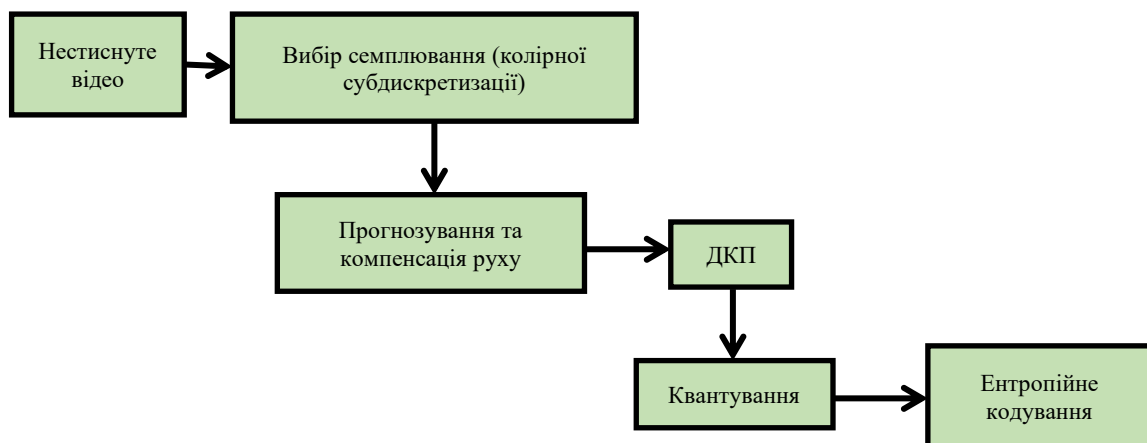 Нестиснуте
відео
Вибір семплювання (колірної
субдискретизації)
Прогнозування та
компенсація руху
ДКП
Квантування
Ентропійне
кодування